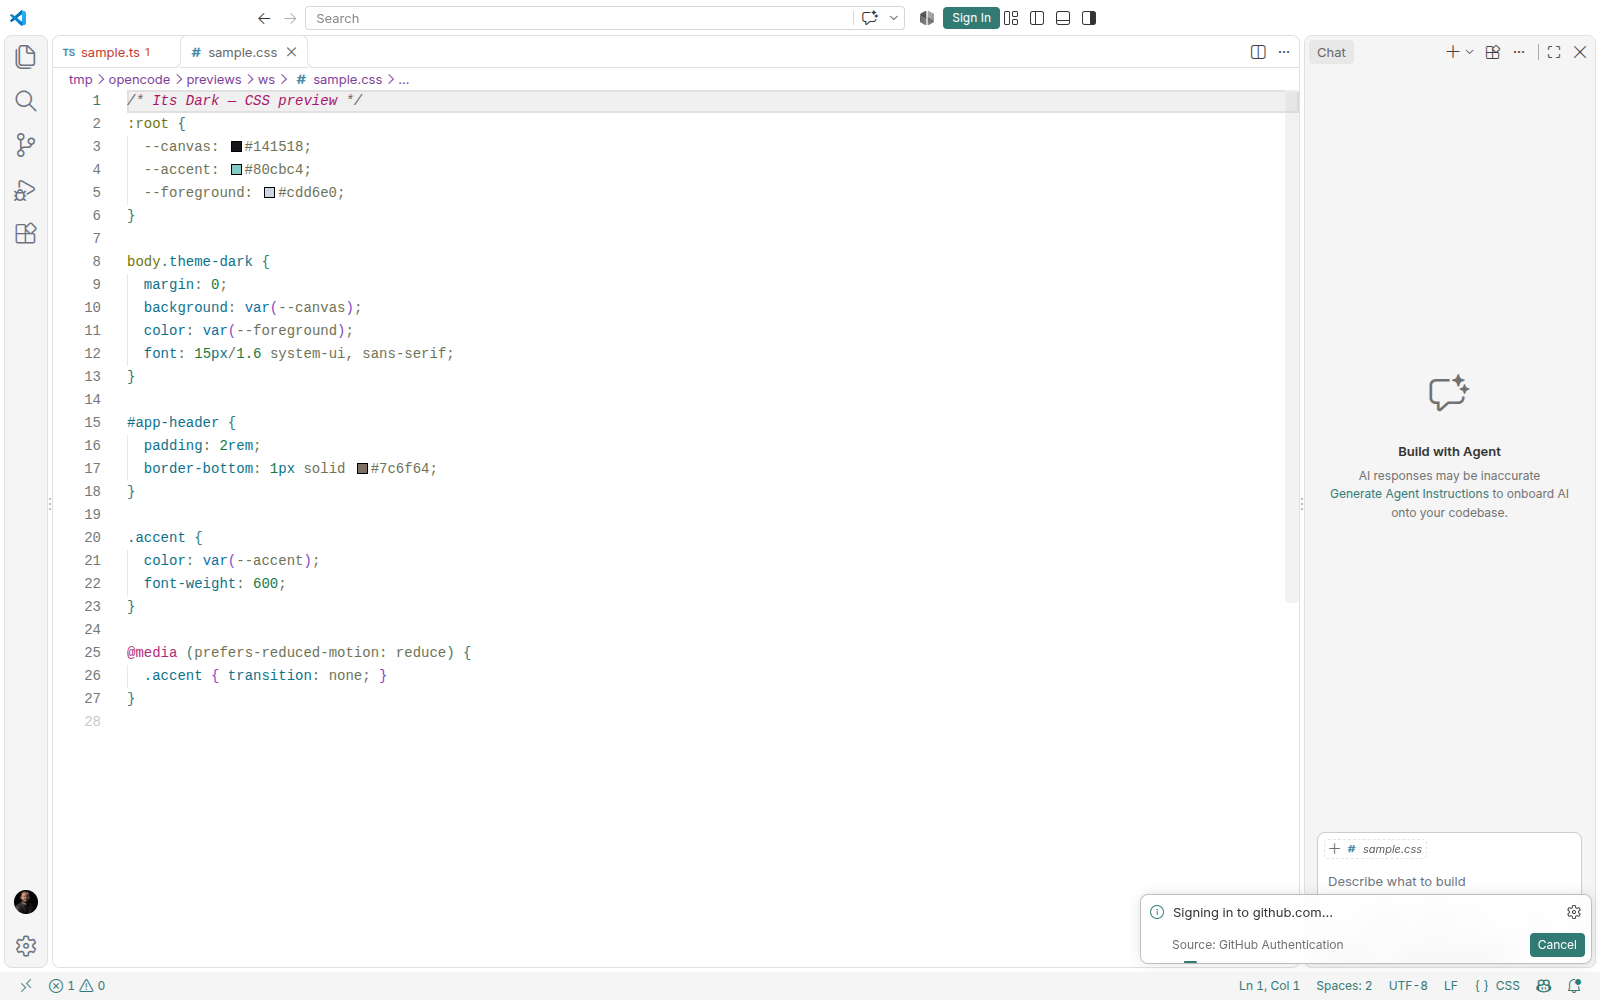 Search
Sign In
TS sample.ts 1
# sample.css
Chat
tmp > opencode > previews > ws > # sample.css > ...
1 /* Its Dark — CSS preview */
2 :root {
3 --canvas: #141518;
4 --accent: #80cbc4;
5 --foreground: #cdd6e0;
6 }
7
8 body.theme-dark {
9 margin: 0;
10 background: var(--canvas);
11 color: var(--foreground);
12 font: 15px/1.6 system-ui, sans-serif;
13 }
14
15 #app-header {
16 padding: 2rem;
17 border-bottom: 1px solid #7c6f64;
18 }
19
20 .accent {
21 color: var(--accent);
22 font-weight: 600;
23 }
24
25 @media (prefers-reduced-motion: reduce) {
26 .accent { transition: none; }
27 }
28
Build with Agent
AI responses may be inaccurate
Generate Agent Instructions to onboard AI
onto your codebase.
# sample.css
Describe what to build
Signing in to github.com...
Source: GitHub Authentication
Cancel
1 0
Ln 1, Col 1
Spaces: 2
UTF-8
LF
{ } CSS